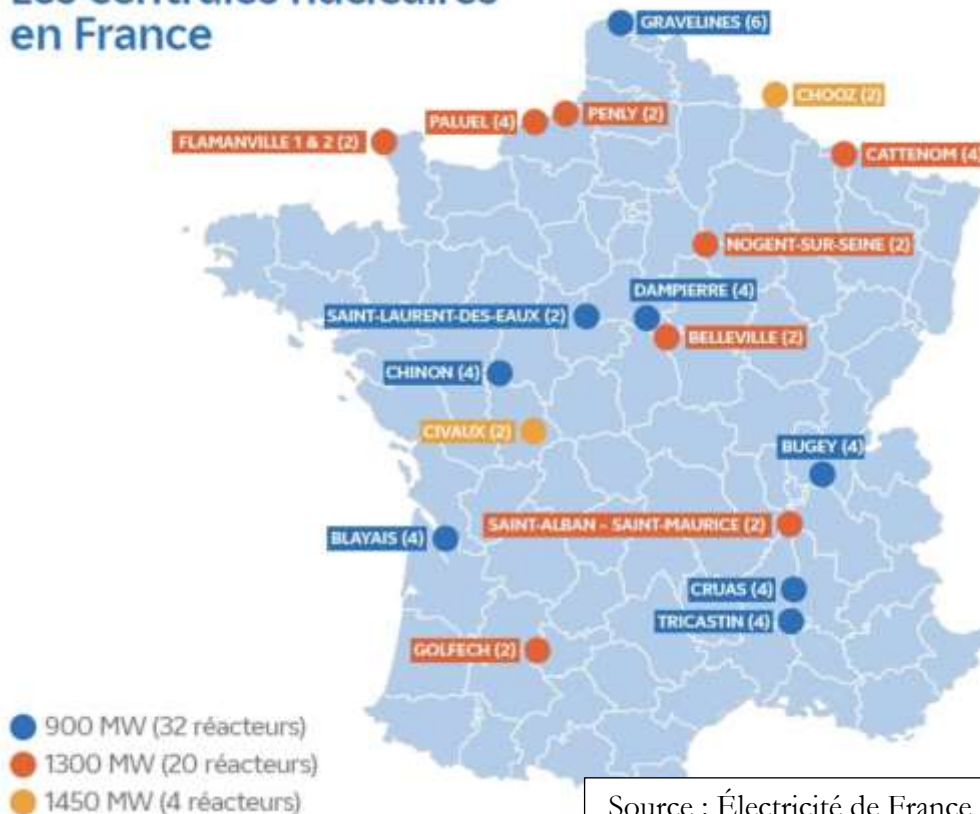 Les centrales nucléaires
en France
GRAVELINES (6)
CHOOZ (2)
PENLY (2)
PALUEL (4)
FLAMANVILLE 1 & 2 (2)
CATTENOM (4)
NOGENT-SUR-SEINE (2)
DAMPIERRE (4)
SAINT-LAURENT-DES-EAUX (2)
BELLEVILLE (2)
CHINON (4)
CIVAUX (2)
BUGEY (4)
SAINT-ALBAN – SAINT-MAURICE (2)
BLAYAIS (4)
CRUAS (4)
TRICASTIN (4)
GOLFECH (2)
900 MW (32 réacteurs)
1300 MW (20 réacteurs)
1450 MW (4 réacteurs)
Source : Électricité de France